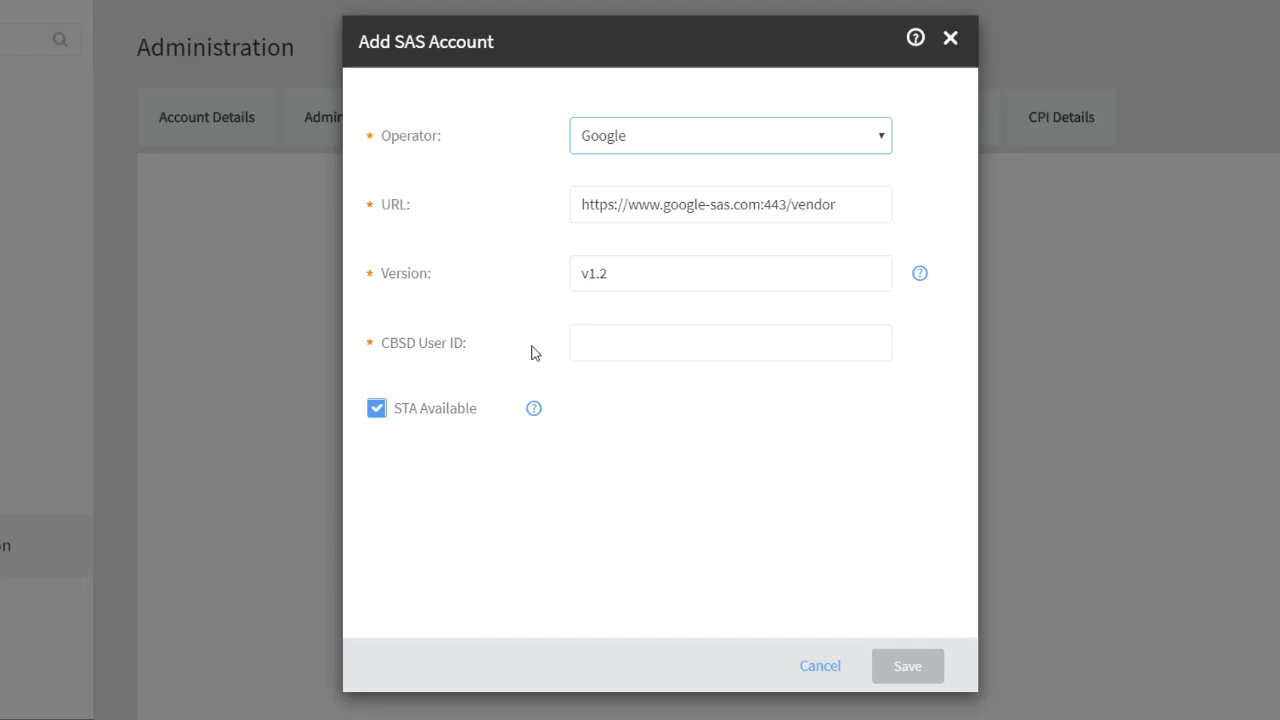 Administration
Account Details
Admin
CPI Details
on
Add SAS Account
* Operator:
Google
* URL:
https://www.google-sas.com:443/vendor
* Version:
v1.2
* CBSD User ID:
STA Available
Cancel
Save